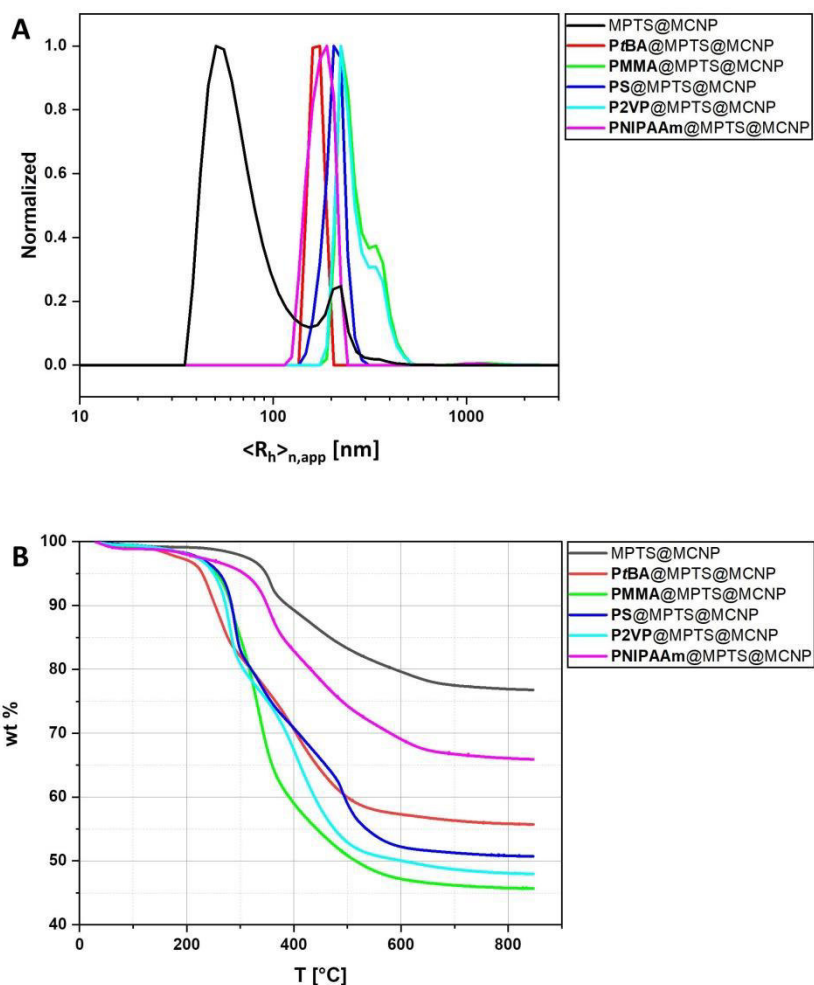 A
MPTS@MCNP
PtBA@MPTS@MCNP
PMMA@MPTS@MCNP
PS@MPTS@MCNP
P2VP@MPTS@MCNP
PNIPAAm@MPTS@MCNP
1.0
0.8
0.6
0.4
0.2
0.0
Normalized
10
100
1000
<R_h>_n,app [nm]
B
MPTS@MCNP
PtBA@MPTS@MCNP
PMMA@MPTS@MCNP
PS@MPTS@MCNP
P2VP@MPTS@MCNP
PNIPAAm@MPTS@MCNP
100
90
80
70
60
50
40
wt %
0
200
400
600
800
T [°C]